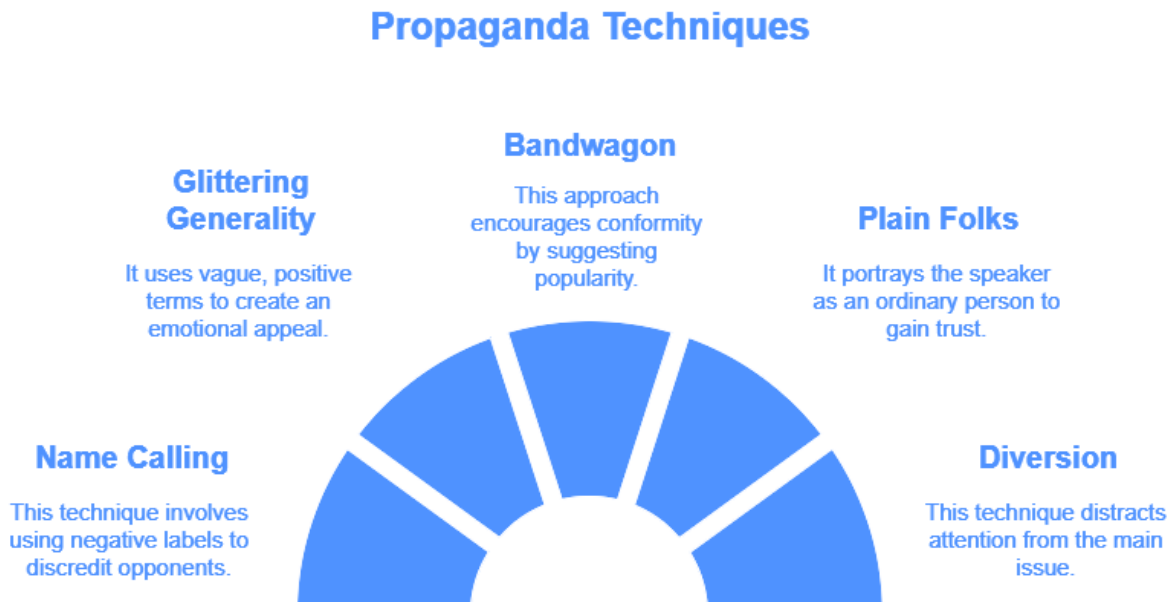 Propaganda Techniques
Bandwagon
This approach
encourages conformity
by suggesting
popularity.
Glittering
Generality
It uses vague, positive
terms to create an
emotional appeal.
Plain Folks
It portrays the speaker
as an ordinary person to
gain trust.
Name Calling
This technique involves
using negative labels to
discredit opponents.
Diversion
This technique distracts
attention from the main
issue.